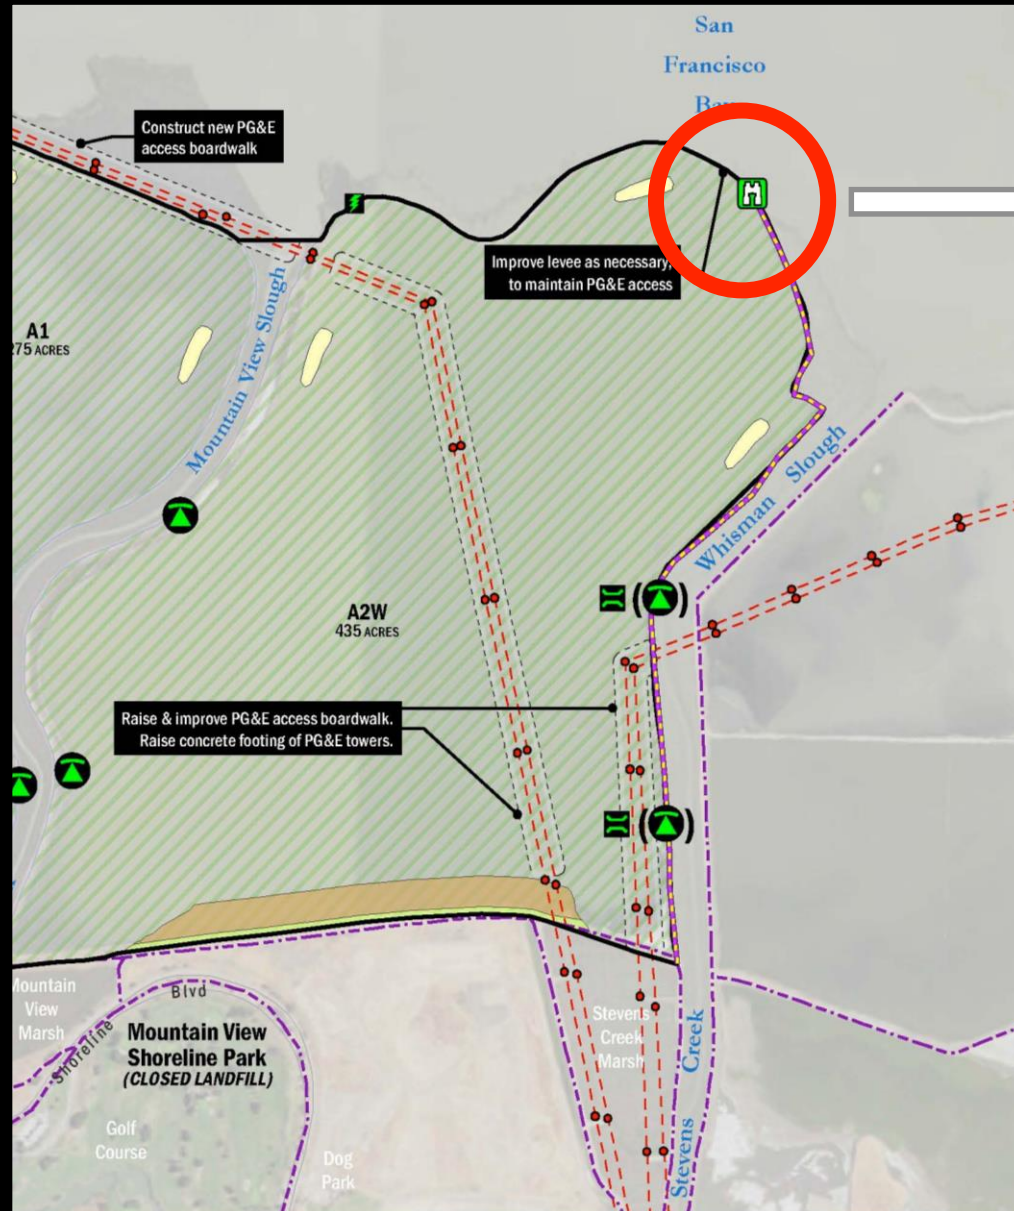 San
Francisco
Bay
Construct new PG&E
access boardwalk
Improve levee as necessary,
to maintain PG&E access
Mountain View Slough
A1
275 ACRES
Whisman Slough
A2W
435 ACRES
Raise & improve PG&E access boardwalk.
Raise concrete footing of PG&E towers.
Mountain
View
Marsh
Shoreline Blvd
Mountain View
Shoreline Park
(CLOSED LANDFILL)
Golf
Course
Dog
Park
Stevens
Creek
Marsh
Stevens Creek